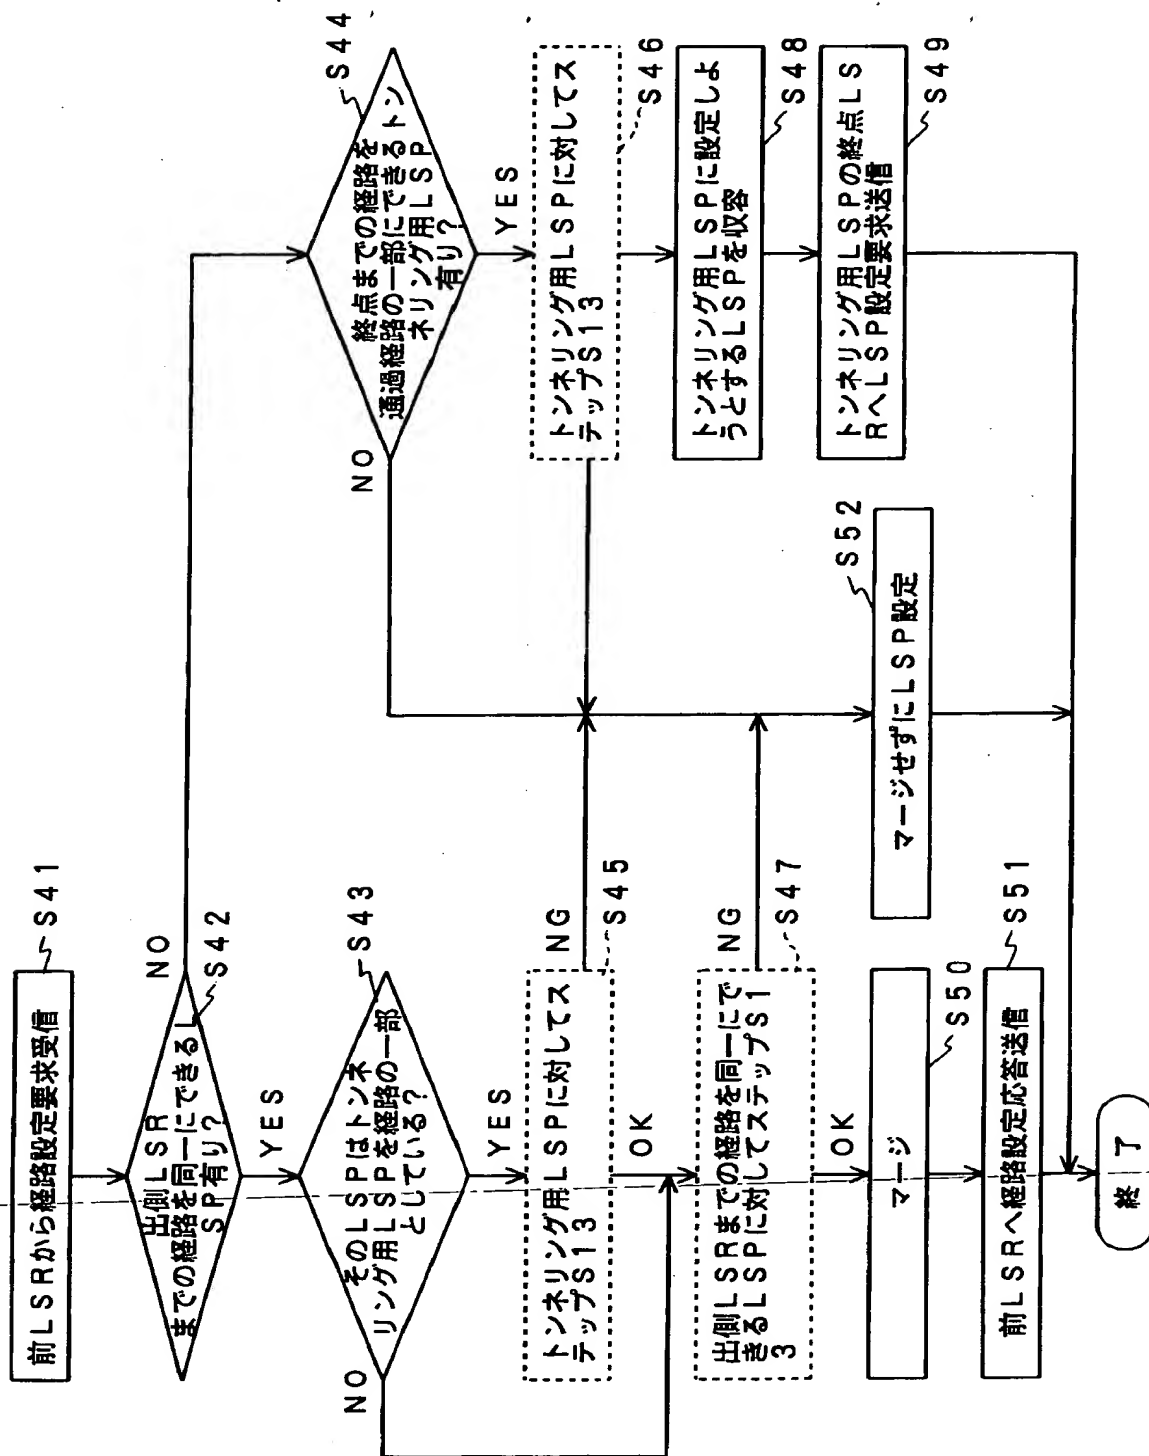 前LSRから経路設定要求受信
S41
出側LSR
までの経路を同一にできるL
SP有り?
S42
NO
YES
そのLSPはトンネ
リング用LSPを経路の一部
としている?
S43
NO
YES
終点までの経路を
通過経路の一部にできるトン
ネリング用LSP
有り?
S44
NO
YES
トンネリング用LSPに対してス
テップS13
S45
NG
OK
トンネリング用LSPに対してス
テップS13
S46
出側LSRまでの経路を同一にで
きるLSPに対してステップS1
3
S47
NG
OK
トンネリング用LSPに設定しよ
うとするLSPを収容
S48
トンネリング用LSPの終点LS
RへLSP設定要求送信
S49
マージ
S50
前LSRへ経路設定応答送信
S51
マージせずにLSP設定
S52
終了